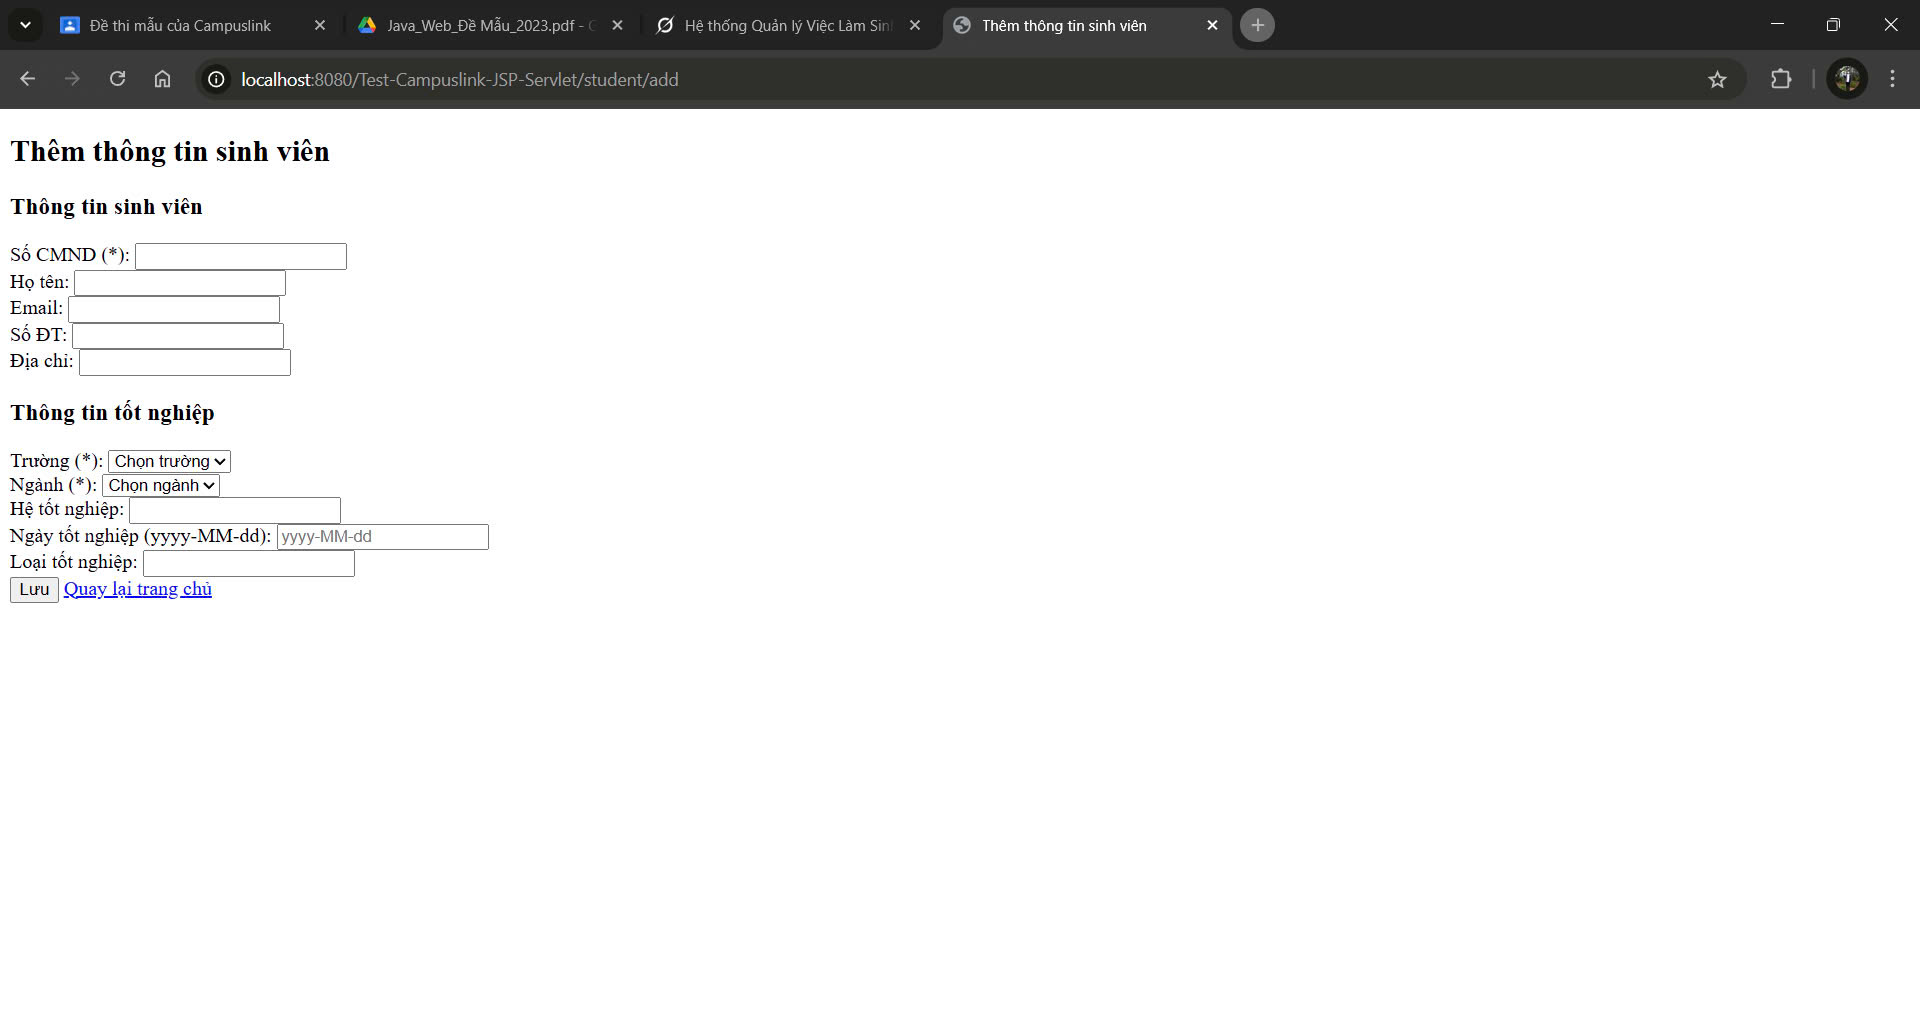 Đề thi mẫu của Campuslink
Java_Web_Đề Mẫu_2023.pdf -
Hệ thống Quản lý Việc Làm Sin
Thêm thông tin sinh viên
localhost:8080/Test-Campuslink-JSP-Servlet/student/add
Thêm thông tin sinh viên
Thông tin sinh viên
Số CMND (*):
Họ tên:
Email:
Số ĐT:
Địa chỉ:
Thông tin tốt nghiệp
Trường (*): Chọn trường
Ngành (*): Chọn ngành
Hệ tốt nghiệp:
Ngày tốt nghiệp (yyyy-MM-dd): yyyy-MM-dd
Loại tốt nghiệp:
Lưu Quay lại trang chủ